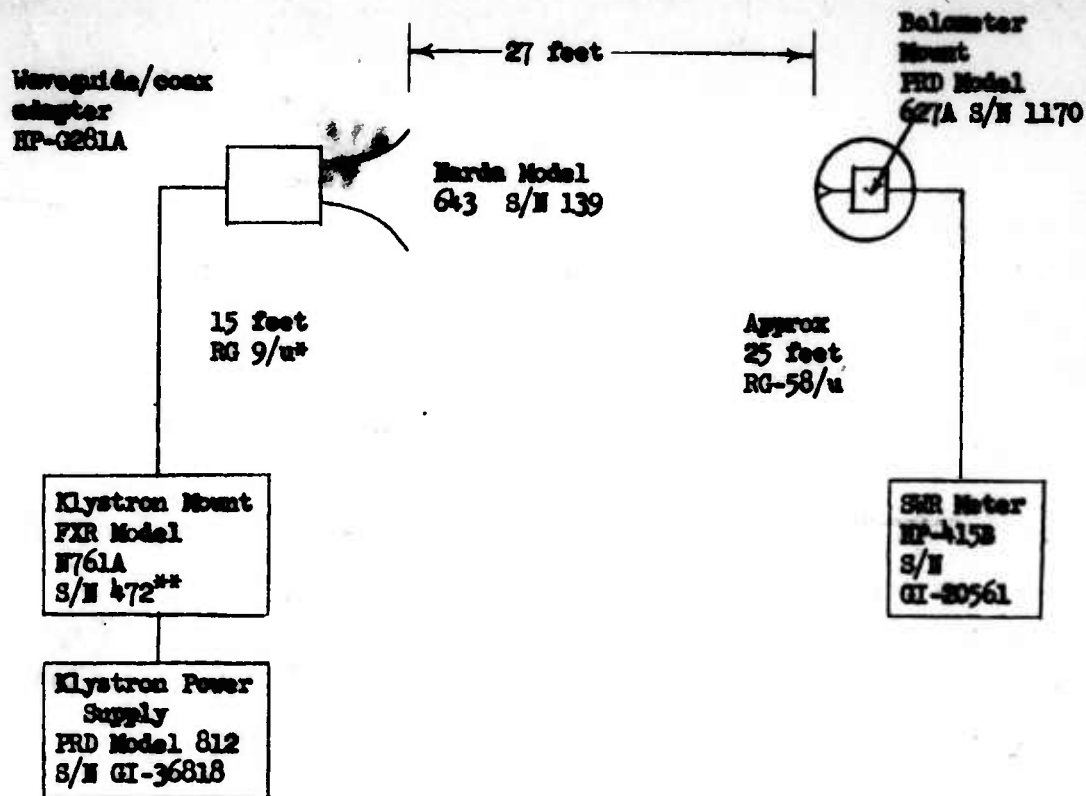 27 feet
Bolometer
Mount
PRD Model
627A S/N 1170
Waveguide/coax
adapter
HP-G281A
Narda Model
643 S/N 139
15 feet
RG 9/u*
Approx
25 feet
RG-58/u
Klystron Mount
FXR Model
N761A
S/N 472**
SWR Meter
HP-415B
S/N
GI-20561
Klystron Power
Supply
PRD Model 812
S/N GI-36818